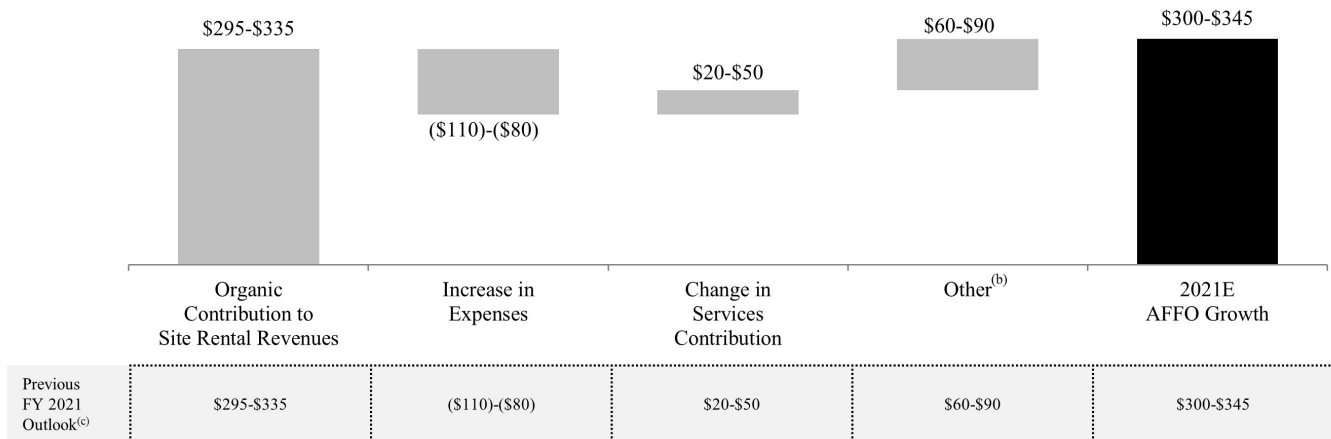 $295-$335
($110)-($80)
$20-$50
$60-$90
$300-$345
Organic
Contribution to
Site Rental Revenues
Increase in
Expenses
Change in
Services
Contribution
Other(b)
2021E
AFFO Growth
Previous
FY 2021
Outlook(c)
$295-$335
($110)-($80)
$20-$50
$60-$90
$300-$345